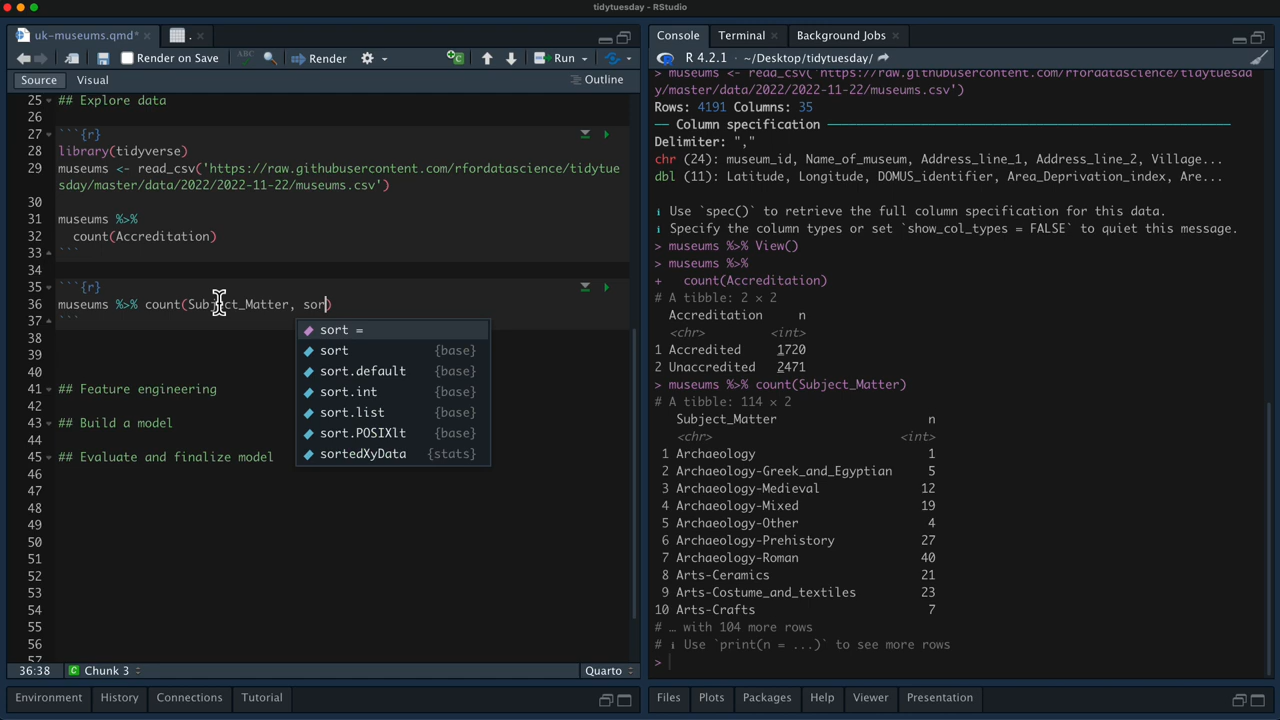 tidytuesday - RStudio
uk-museums.qmd* × . ×
Render on Save ABC Render Run
Source Visual Outline
25 ## Explore data
26
27 ```{r}
28 library(tidyverse)
29 museums <- read_csv('https://raw.githubusercontent.com/rfordatascience/tidytue
sday/master/data/2022/2022-11-22/museums.csv')
30
31 museums %>%
32 count(Accreditation)
33 ```
34
35 ```{r}
36 museums %>% count(Subject_Matter, sor)
37 ```
38
39
40
41 ## Feature engineering
42
43 ## Build a model
44
45 ## Evaluate and finalize model
46
47
48
49
50
51
52
53
54
55
56
57
sort =
sort {base}
sort.default {base}
sort.int {base}
sort.list {base}
sort.POSIXlt {base}
sortedXyData {stats}
36:38 C Chunk 3 Quarto
Environment History Connections Tutorial
Console Terminal × Background Jobs ×
R 4.2.1 · ~/Desktop/tidytuesday/
> museums <- read_csv('https://raw.githubusercontent.com/rfordatascience/tidytuesda
y/master/data/2022/2022-11-22/museums.csv')
Rows: 4191 Columns: 35
── Column specification ──────────────────────
Delimiter: ","
chr (24): museum_id, Name_of_museum, Address_line_1, Address_line_2, Village...
dbl (11): Latitude, Longitude, DOMUS_identifier, Area_Deprivation_index, Are...
ℹ Use `spec()` to retrieve the full column specification for this data.
ℹ Specify the column types or set `show_col_types = FALSE` to quiet this message.
> museums %>% View()
> museums %>%
+ count(Accreditation)
# A tibble: 2 × 2
Accreditation n
<chr> <int>
1 Accredited 1720
2 Unaccredited 2471
> museums %>% count(Subject_Matter)
# A tibble: 114 × 2
Subject_Matter n
<chr> <int>
1 Archaeology 1
2 Archaeology-Greek_and_Egyptian 5
3 Archaeology-Medieval 12
4 Archaeology-Mixed 19
5 Archaeology-Other 4
6 Archaeology-Prehistory 27
7 Archaeology-Roman 40
8 Arts-Ceramics 21
9 Arts-Costume_and_textiles 23
10 Arts-Crafts 7
# … with 104 more rows
# ℹ Use `print(n = ...)` to see more rows
>
Files Plots Packages Help Viewer Presentation